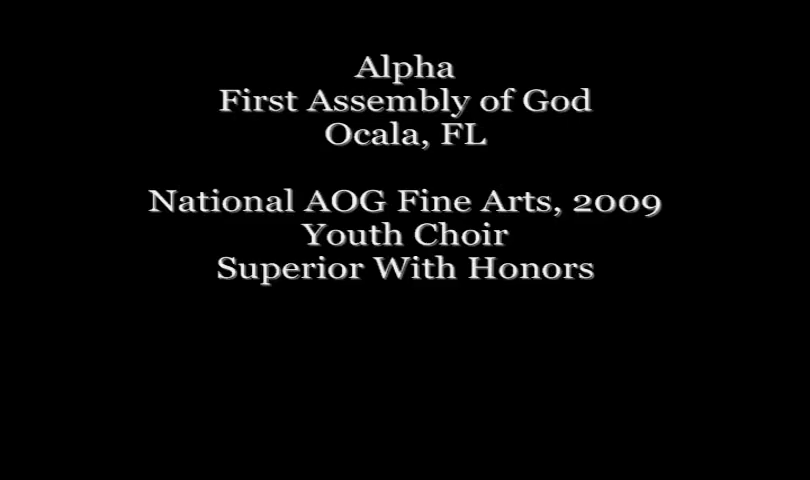 Alpha
First Assembly of God
Ocala, FL
National AOG Fine Arts, 2009
Youth Choir
Superior With Honors